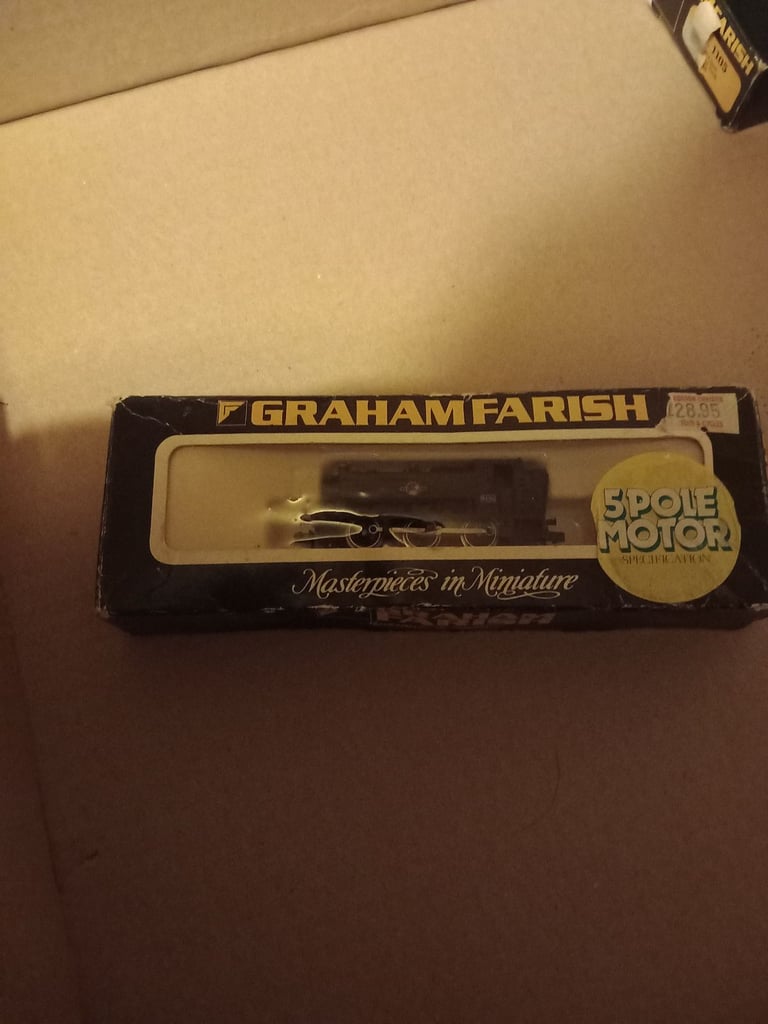 FARISH
GRAHAM FARISH
£28.95
5 POLE
MOTOR
SPECIFICATION
Masterpieces in Miniature